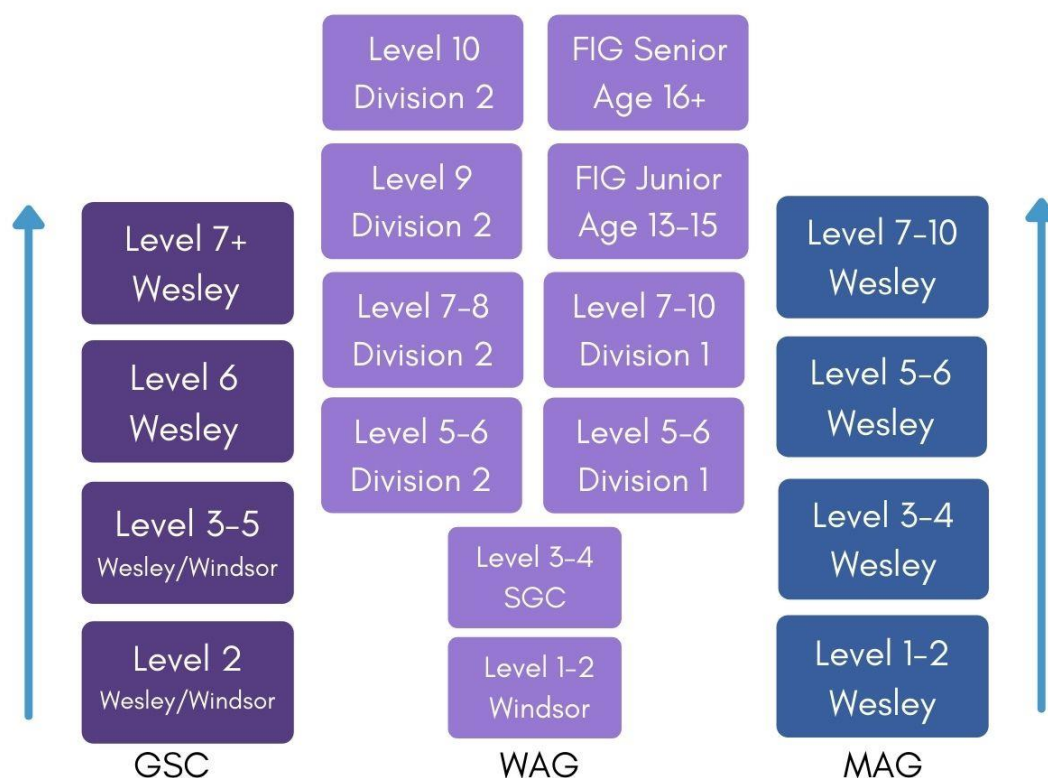 Level 10
Division 2
FIG Senior
Age 16+
Level 9
Division 2
FIG Junior
Age 13-15
Level 7+
Wesley
Level 7-8
Division 2
Level 7-10
Division 1
Level 7-10
Wesley
Level 6
Wesley
Level 5-6
Division 2
Level 5-6
Division 1
Level 5-6
Wesley
Level 3-5
Wesley/Windsor
Level 3-4
SGC
Level 3-4
Wesley
Level 2
Wesley/Windsor
Level 1-2
Windsor
Level 1-2
Wesley
GSC
WAG
MAG